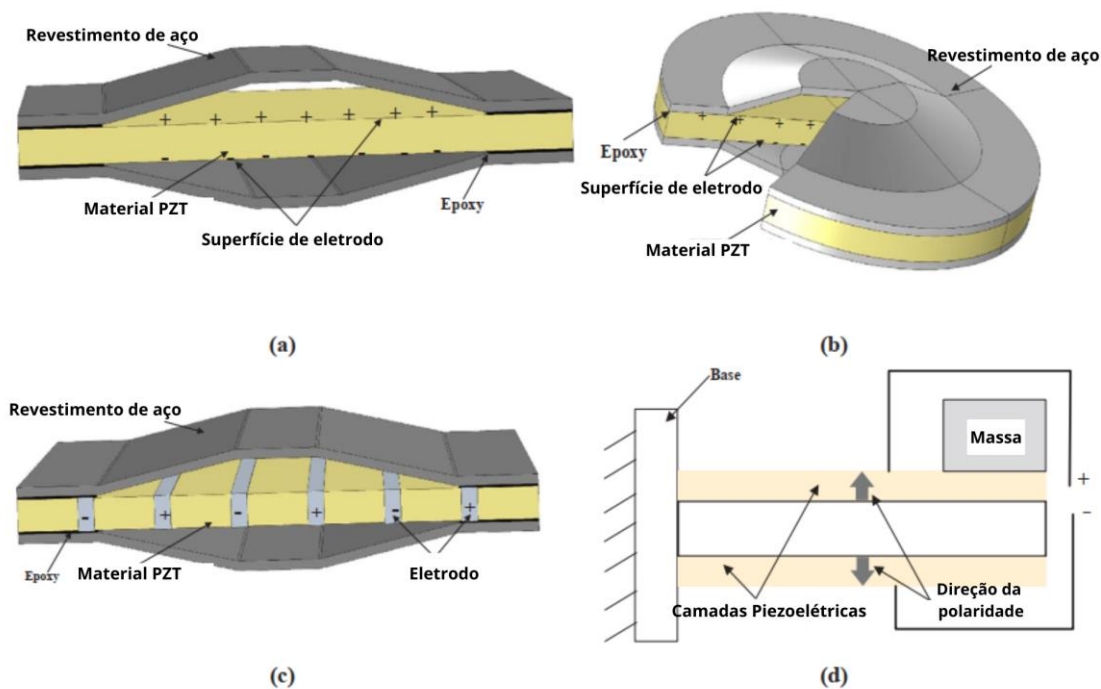 Revestimento de aço
+ + + + + + +
- - - - - - -
Material PZT
Epoxy
Superfície de eletrodo
(a)
Revestimento de aço
+ + + +
- - - -
Epoxy
Superfície de eletrodo
Material PZT
(b)
Revestimento de aço
- + - + - +
Epoxy
Material PZT
Eletrodo
(c)
Base
Massa
+
-
Camadas Piezoelétricas
Direção da
polaridade
(d)